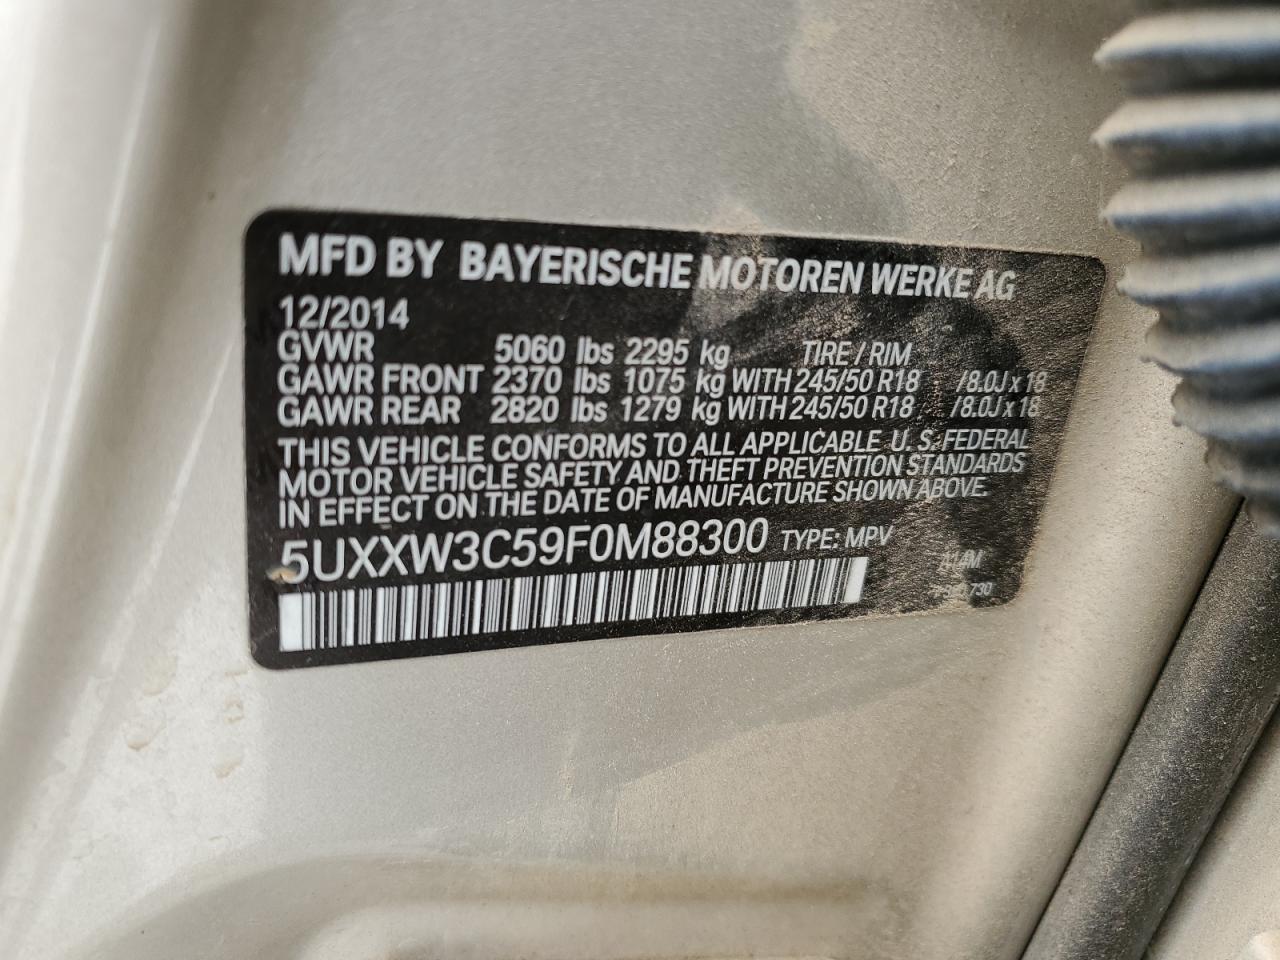 MFD BY BAYERISCHE MOTOREN WERKE AG
12/2014
GVWR 5060 lbs 2295 kg TIRE / RIM
GAWR FRONT 2370 lbs 1075 kg WITH 245/50 R18 /8.0J x 18
GAWR REAR 2820 lbs 1279 kg WITH 245/50 R18 /8.0J x 18
THIS VEHICLE CONFORMS TO ALL APPLICABLE U. S. FEDERAL
MOTOR VEHICLE SAFETY AND THEFT PREVENTION STANDARDS
IN EFFECT ON THE DATE OF MANUFACTURE SHOWN ABOVE.
5UXXW3C59F0M88300 TYPE: MPV